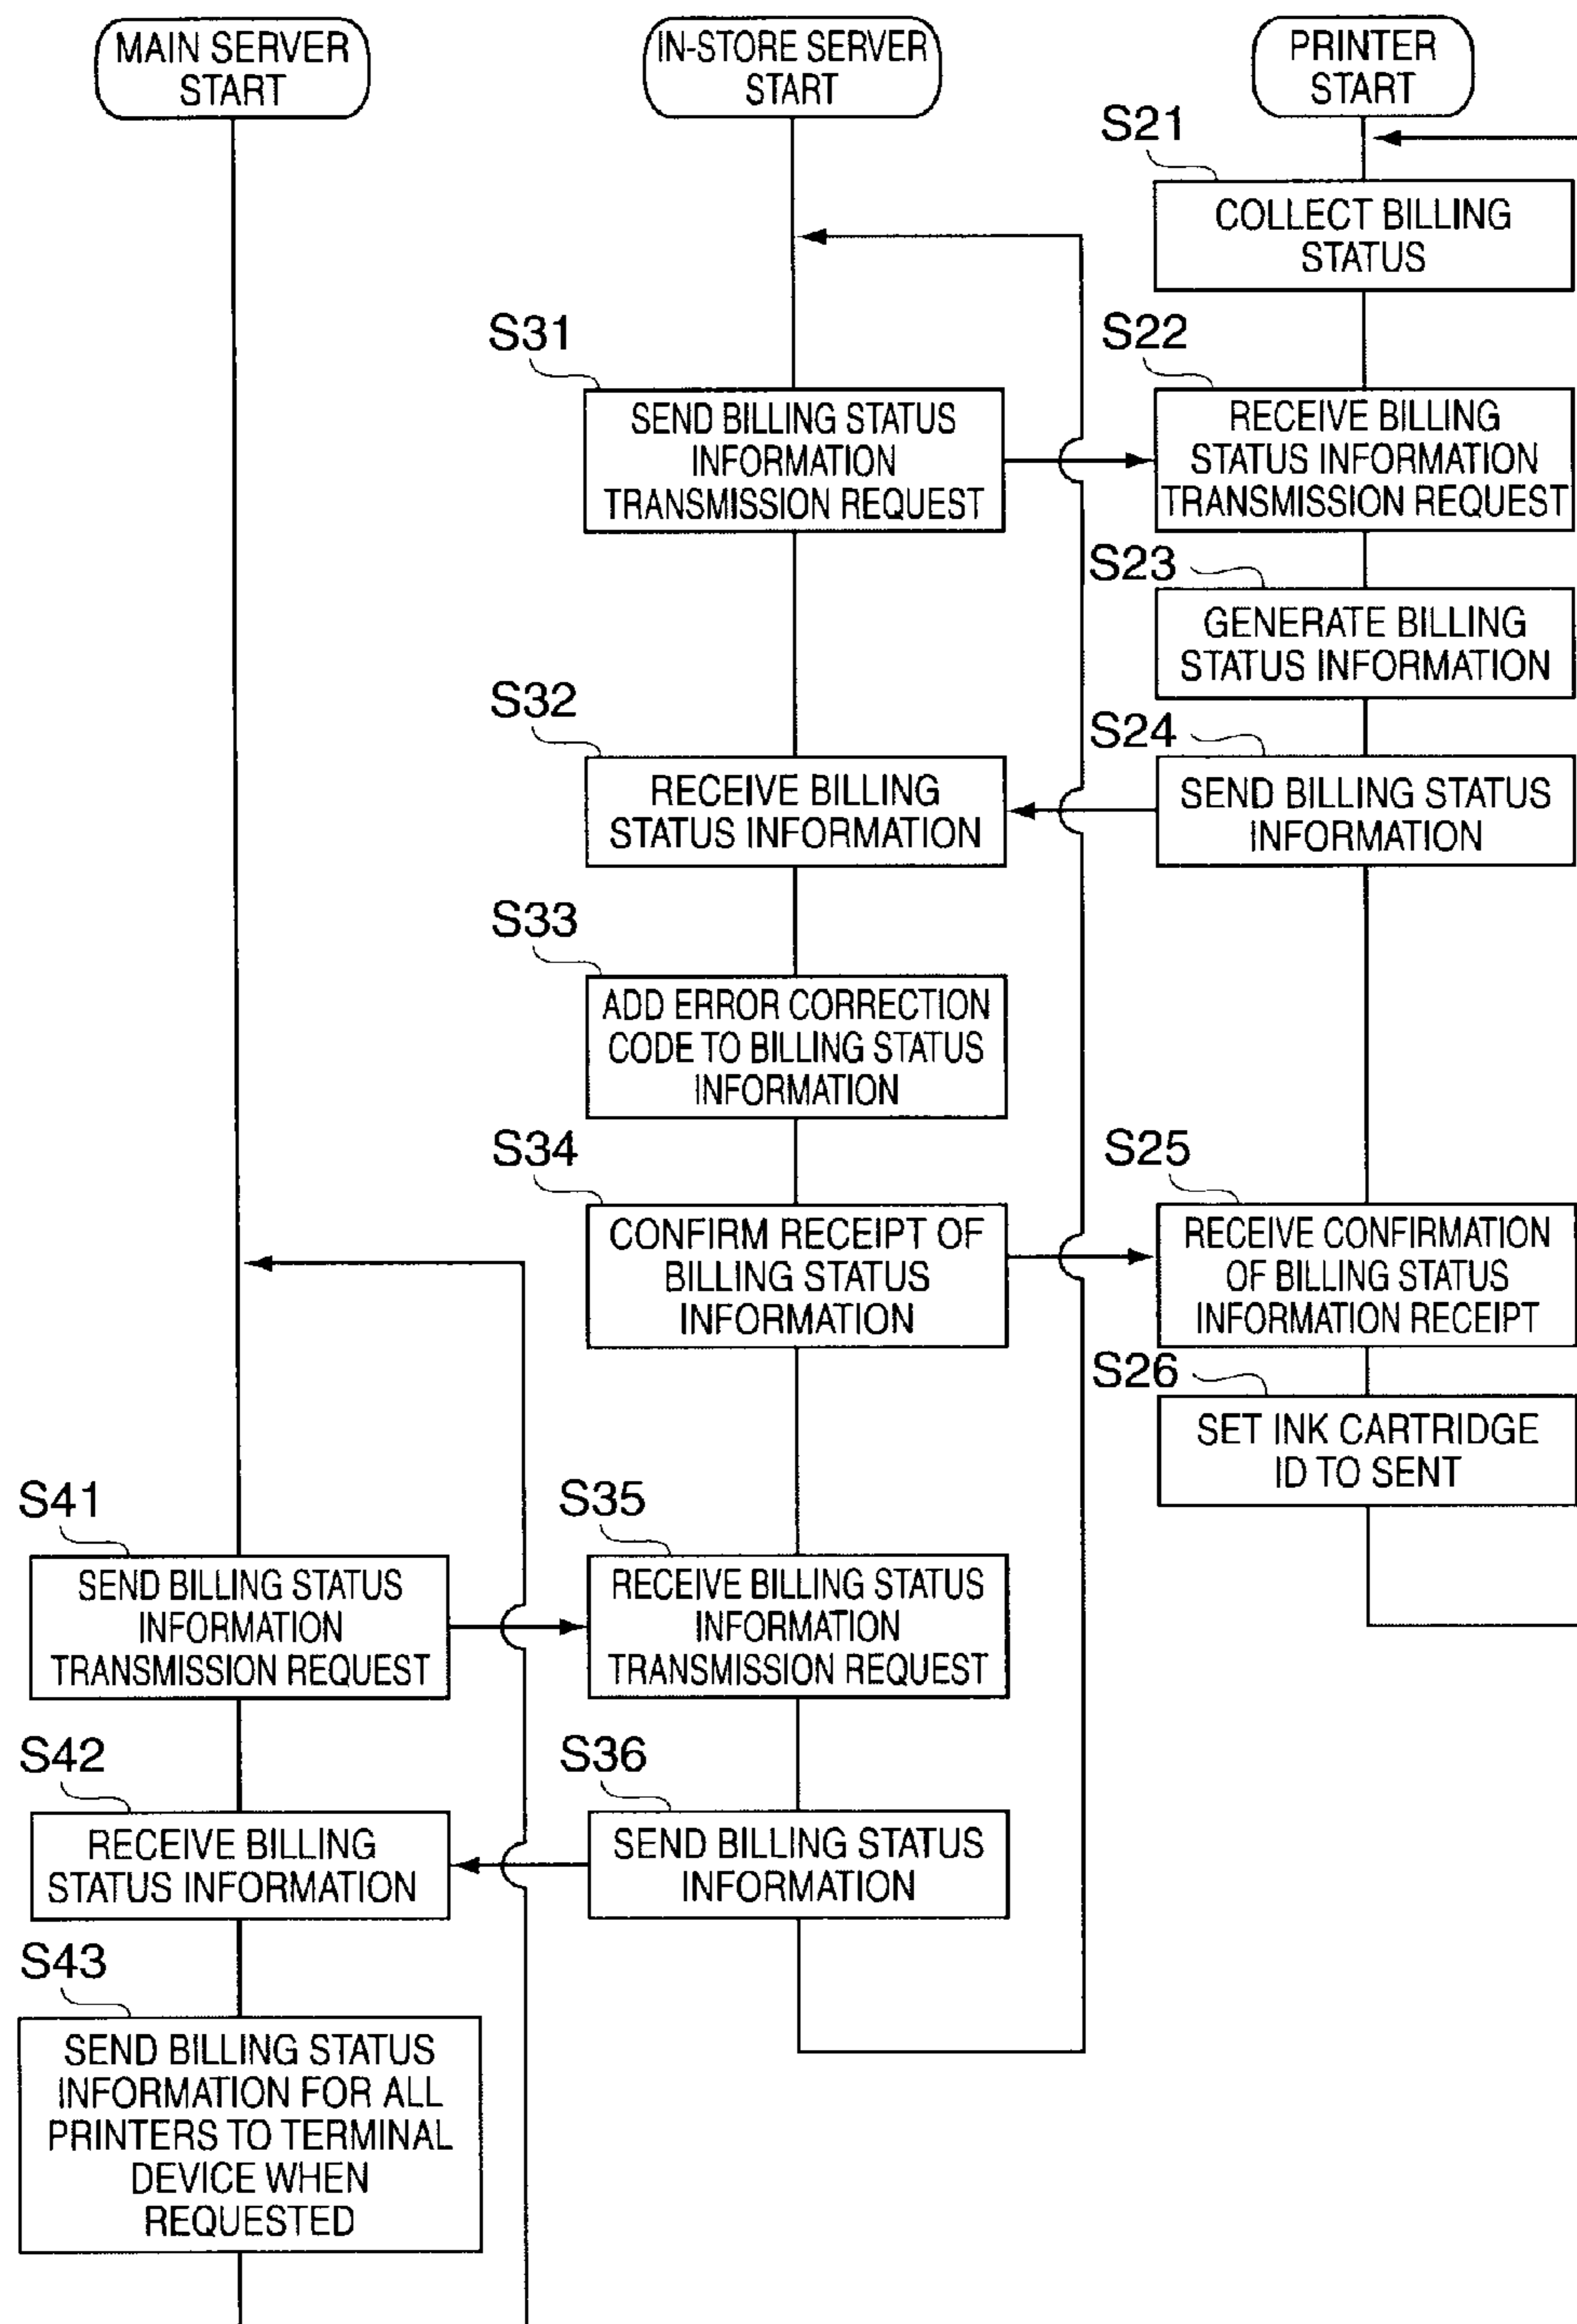 MAIN SERVER
START
IN-STORE SERVER
START
PRINTER
START
S21
COLLECT BILLING
STATUS
S31
SEND BILLING STATUS
INFORMATION
TRANSMISSION REQUEST
S22
RECEIVE BILLING
STATUS INFORMATION
TRANSMISSION REQUEST
S23
GENERATE BILLING
STATUS INFORMATION
S32
RECEIVE BILLING
STATUS INFORMATION
S24
SEND BILLING STATUS
INFORMATION
S33
ADD ERROR CORRECTION
CODE TO BILLING STATUS
INFORMATION
S34
CONFIRM RECEIPT OF
BILLING STATUS
INFORMATION
S25
RECEIVE CONFIRMATION
OF BILLING STATUS
INFORMATION RECEIPT
S26
SET INK CARTRIDGE
ID TO SENT
S41
SEND BILLING STATUS
INFORMATION
TRANSMISSION REQUEST
S35
RECEIVE BILLING STATUS
INFORMATION
TRANSMISSION REQUEST
S42
RECEIVE BILLING
STATUS INFORMATION
S36
SEND BILLING STATUS
INFORMATION
S43
SEND BILLING STATUS
INFORMATION FOR ALL
PRINTERS TO TERMINAL
DEVICE WHEN
REQUESTED